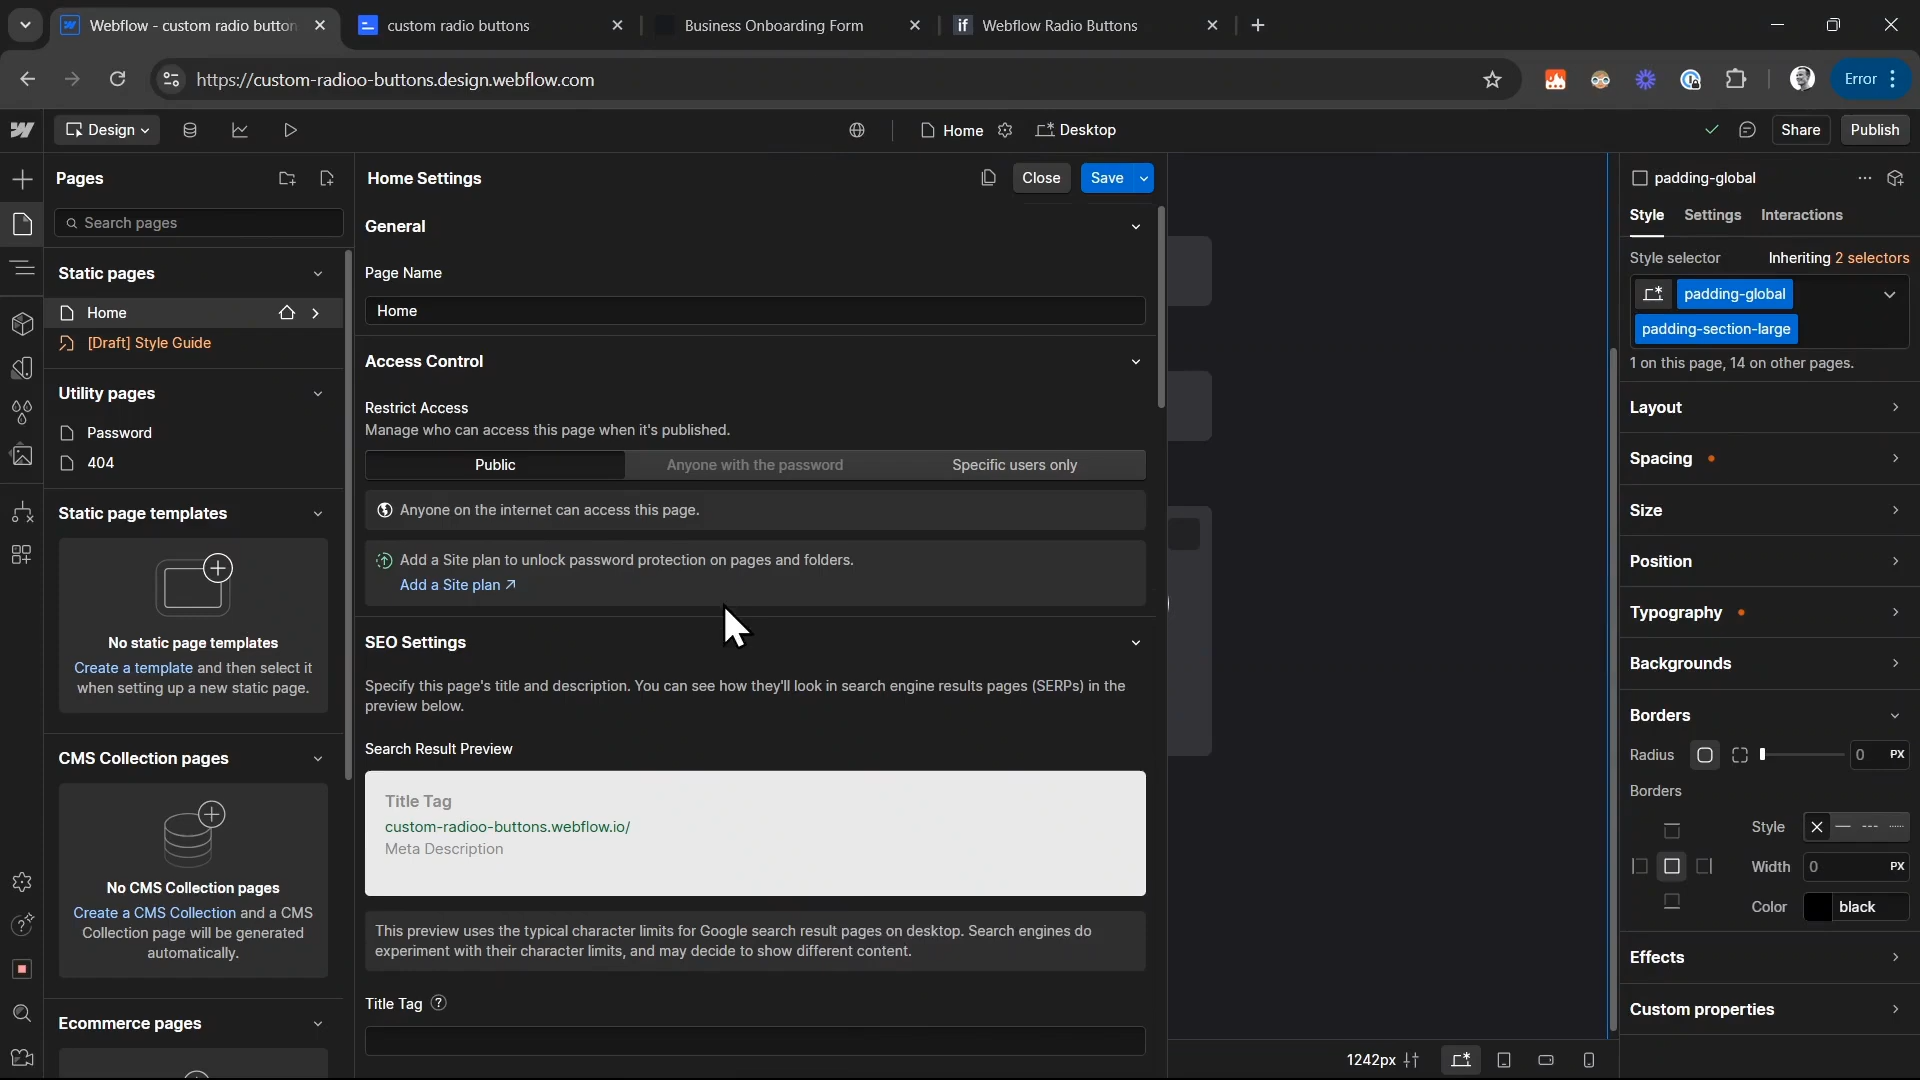 Webflow - custom radio button
custom radio buttons
Business Onboarding Form
if
Webflow Radio Buttons
https://custom-radioo-buttons.design.webflow.com
Error
Design
Home
Desktop
Share
Publish
Pages
Search pages
Static pages
Home
[Draft] Style Guide
Utility pages
Password
404
Static page templates
No static page templates
Create a template and then select it
when setting up a new static page.
CMS Collection pages
No CMS Collection pages
Create a CMS Collection and a CMS
Collection page will be generated
automatically.
Ecommerce pages
Home Settings
Close
Save
General
Page Name
Home
Access Control
Restrict Access
Manage who can access this page when it's published.
Public
Anyone with the password
Specific users only
Anyone on the internet can access this page.
Add a Site plan to unlock password protection on pages and folders.
Add a Site plan
SEO Settings
Specify this page's title and description. You can see how they'll look in search engine results pages (SERPs) in the
preview below.
Search Result Preview
Title Tag
custom-radioo-buttons.webflow.io/
Meta Description
This preview uses the typical character limits for Google search result pages on desktop. Search engines do
experiment with their character limits, and may decide to show different content.
Title Tag
1242px
padding-global
Style
Settings
Interactions
Style selector
Inheriting 2 selectors
padding-global
padding-section-large
1 on this page, 14 on other pages.
Layout
Spacing
Size
Position
Typography
Backgrounds
Borders
Radius
0
PX
Borders
Style
Width
0
PX
Color
black
Effects
Custom properties